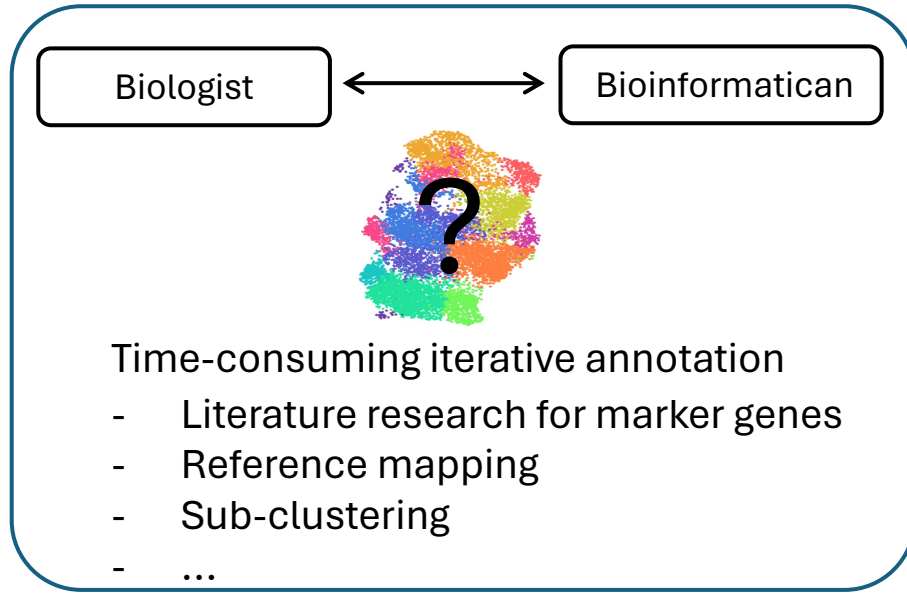 Biologist
Bioinformatican
?
Time-consuming iterative annotation
- Literature research for marker genes
- Reference mapping
- Sub-clustering
- ...